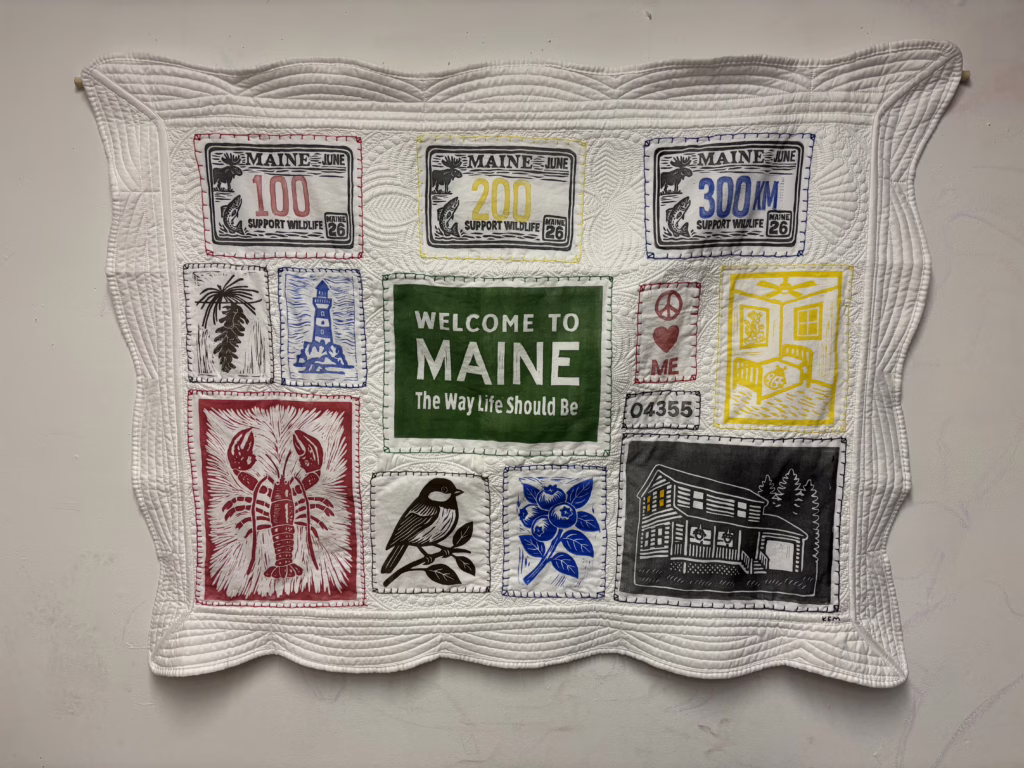 MAINE JUNE
100
SUPPORT WILDLIFE
MAINE 26
MAINE JUNE
200
SUPPORT WILDLIFE
MAINE 26
MAINE JUNE
300KM
SUPPORT WILDLIFE
MAINE 26
WELCOME TO
MAINE
The Way Life Should Be
ME
04355
KEM